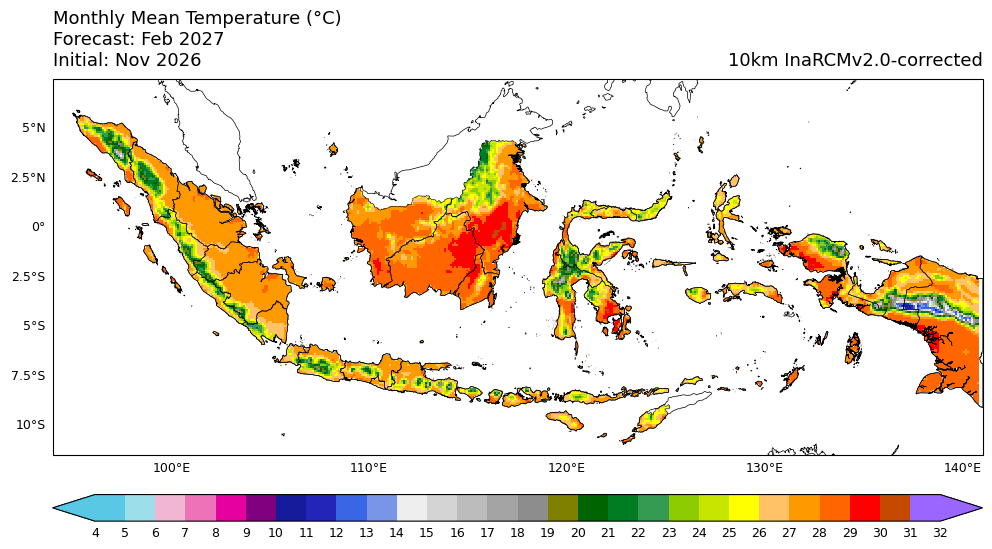 Monthly Mean Temperature (°C)
Forecast: Feb 2027
Initial: Nov 2026
10km InaRCMv2.0-corrected
5°N
2.5°N
0°
2.5°S
5°S
7.5°S
10°S
100°E 110°E 120°E 130°E 140°E
4 5 6 7 8 9 10 11 12 13 14 15 16 17 18 19 20 21 22 23 24 25 26 27 28 29 30 31 32